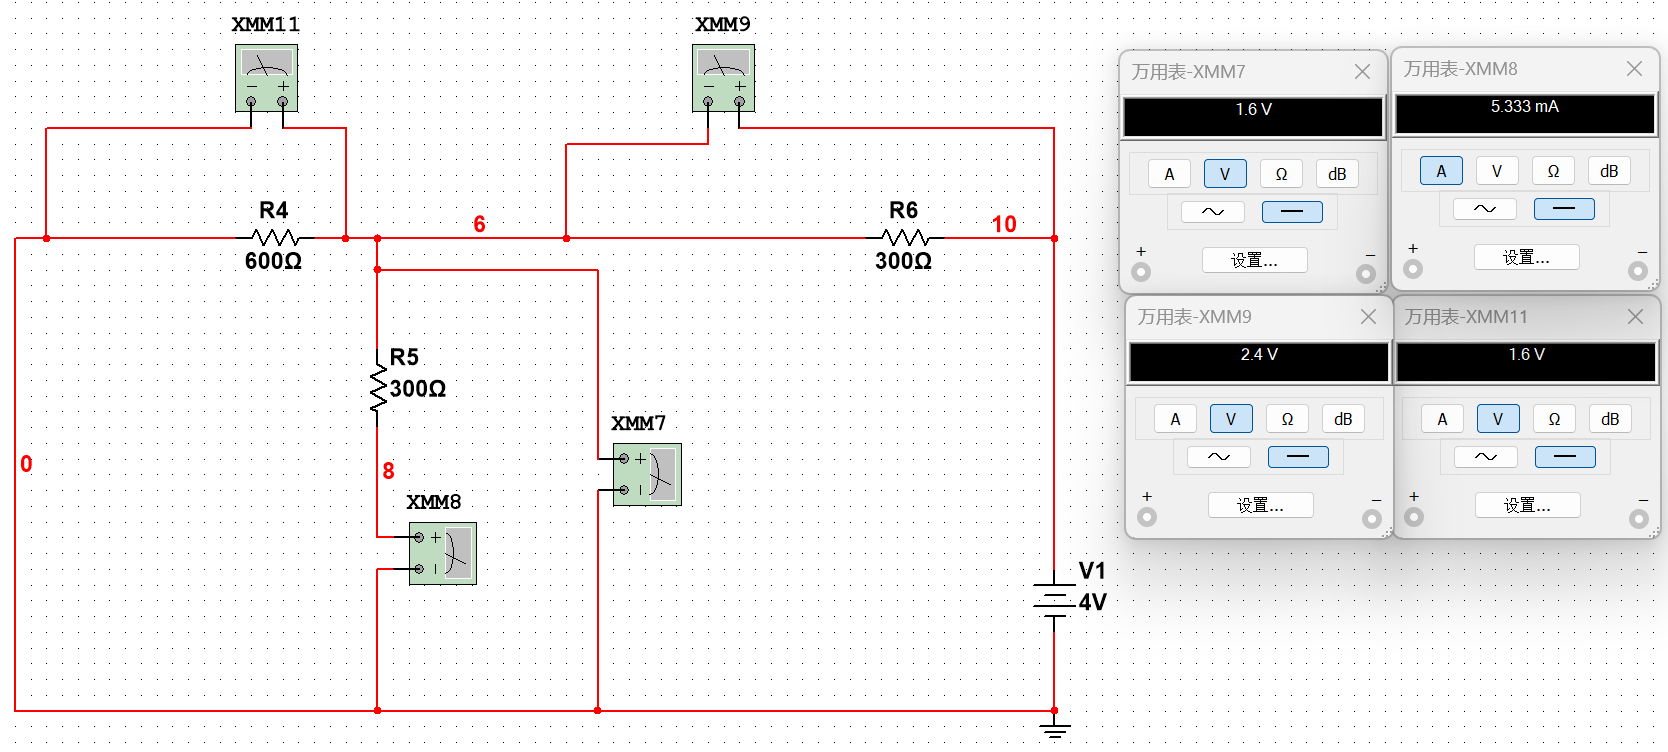 XMM11
XMM9
R4
600Ω
6
R6
300Ω
10
R5
300Ω
0
8
XMM8
XMM7
V1
4V
万用表-XMM7
1.6 V
A V Ω dB
+ −
设置...
万用表-XMM8
5.333 mA
A V Ω dB
+ −
设置...
万用表-XMM9
2.4 V
A V Ω dB
+ −
设置...
万用表-XMM11
1.6 V
A V Ω dB
+ −
设置...